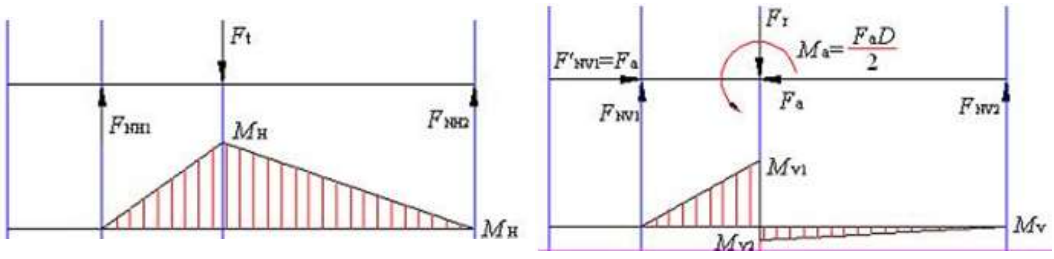 Ft
FNH1
MH
FNH2
MH
Fr
Ma=FaD/2
F'NV1=Fa
Fa
FNV1
FNV2
MV1
MV2
MV